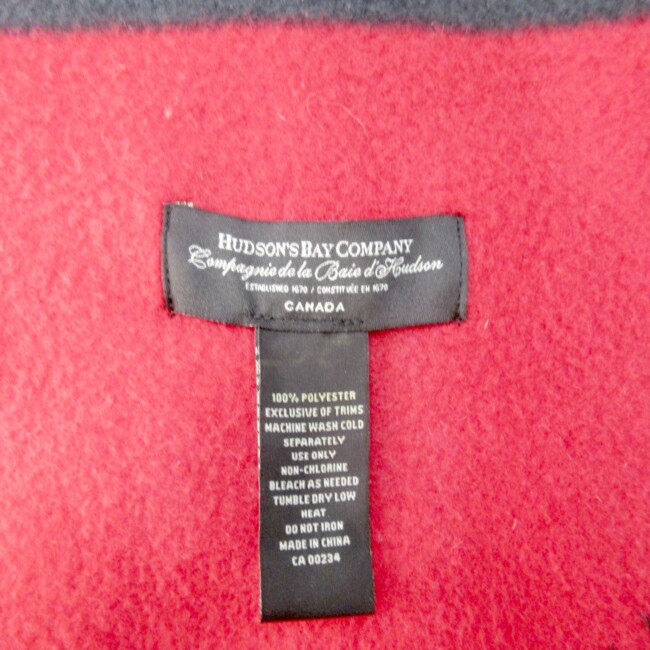 HUDSON'S BAY COMPANY
Compagnie de la Baie d'Hudson
ESTABLISHED 1670 / CONSTITUÉE EN 1670
CANADA
100% POLYESTER
EXCLUSIVE OF TRIMS
MACHINE WASH COLD
SEPARATELY
USE ONLY
NON-CHLORINE
BLEACH AS NEEDED
TUMBLE DRY LOW
HEAT
DO NOT IRON
MADE IN CHINA
CA 00234